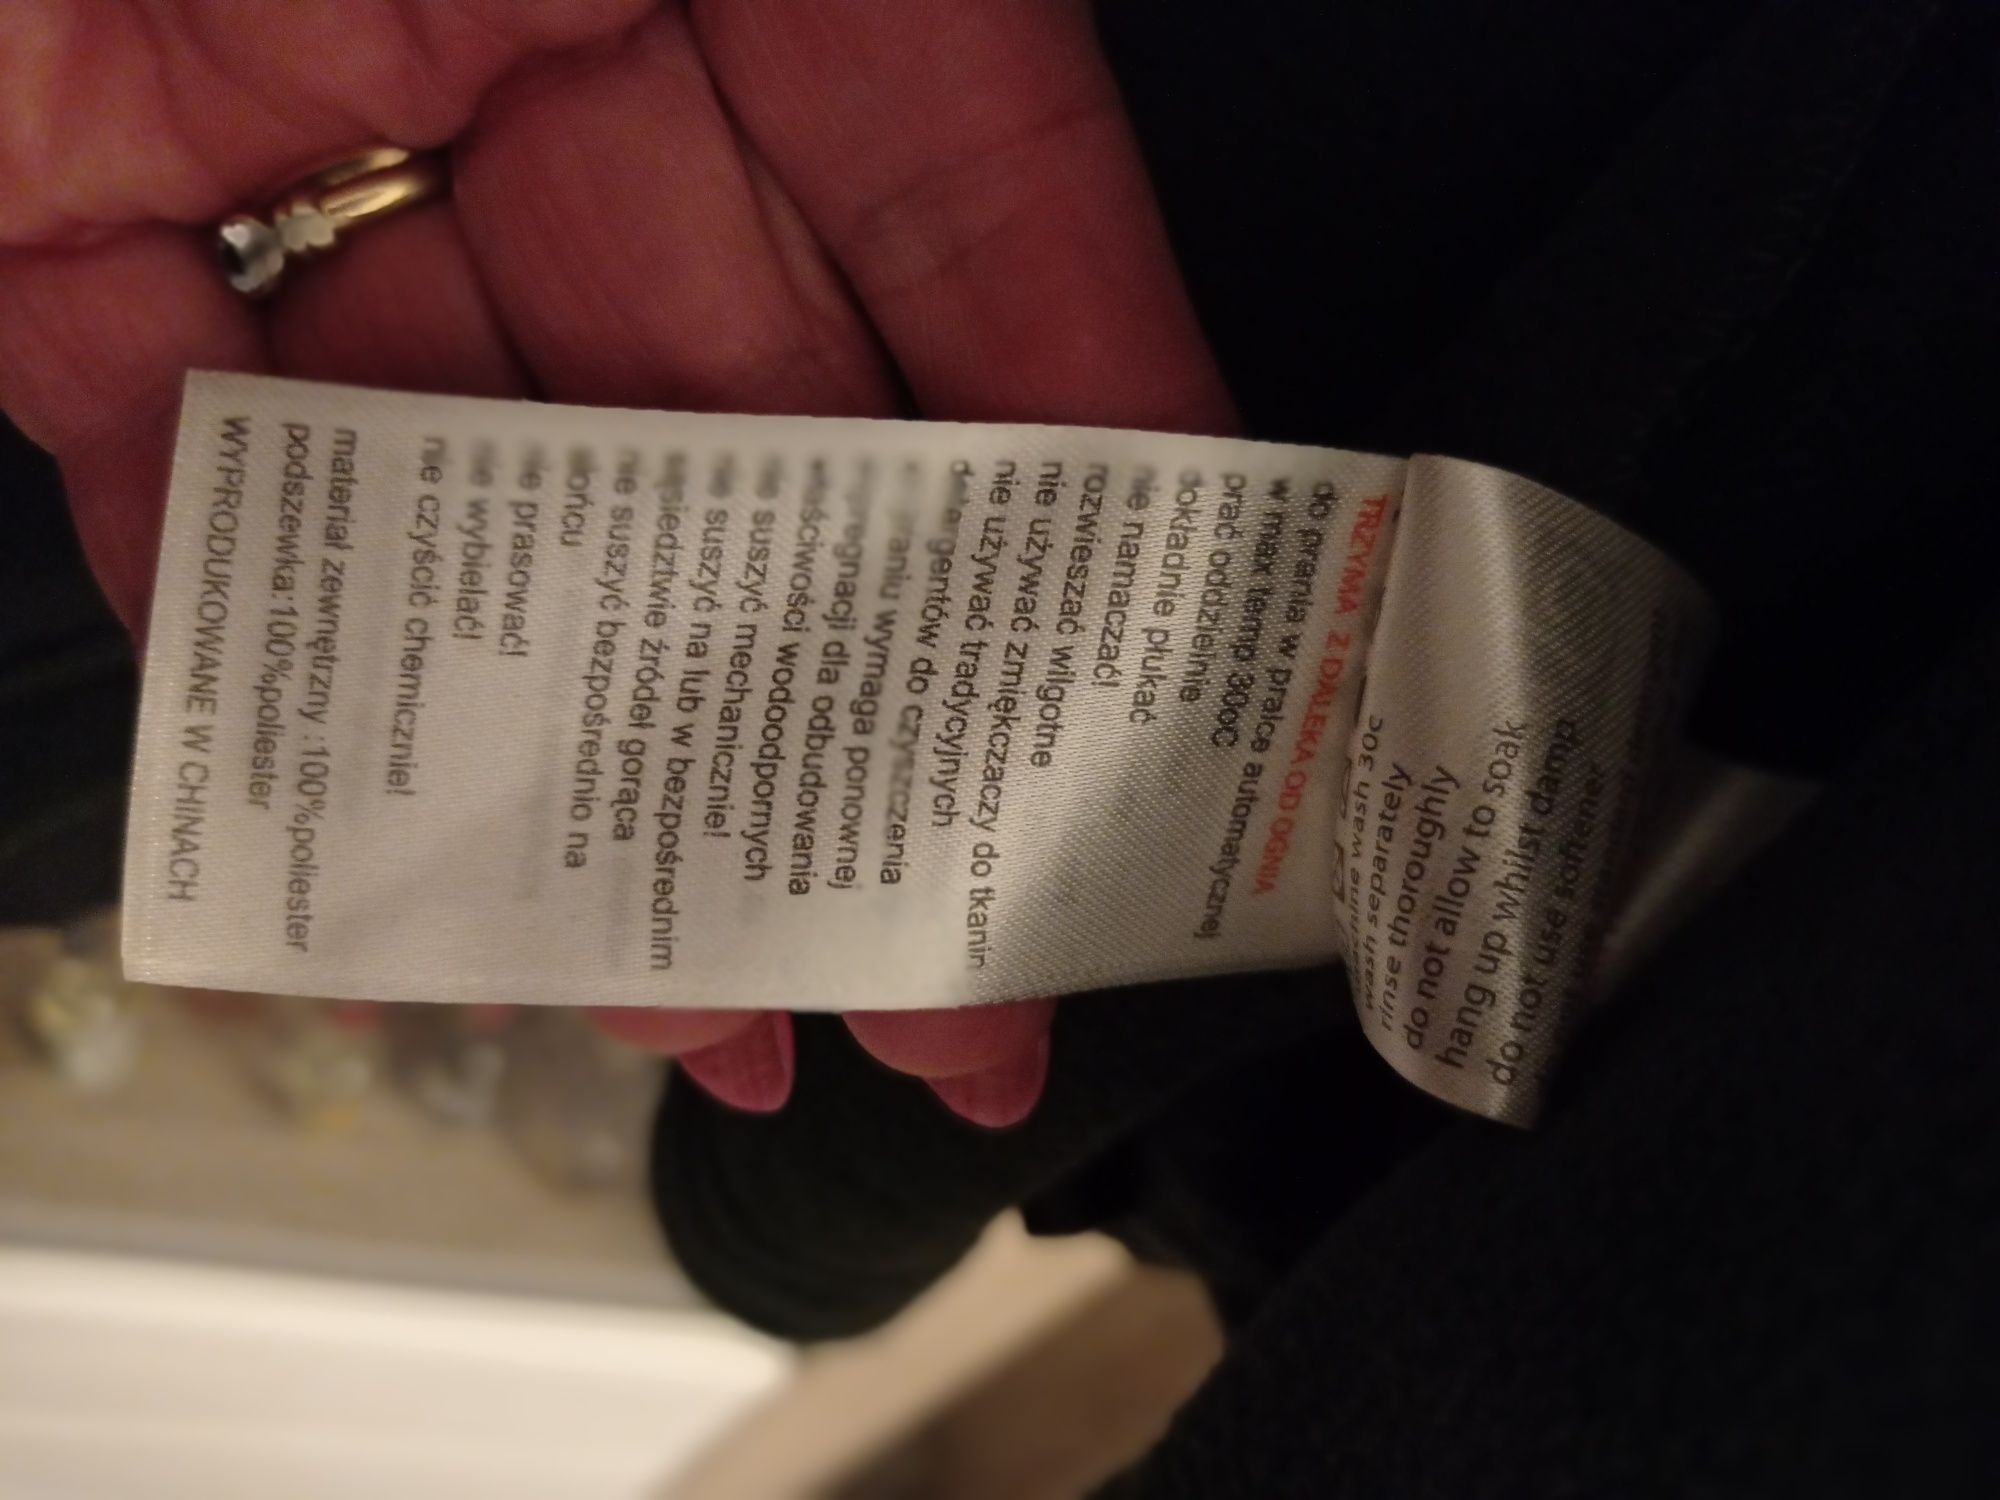 TRZYMA Z DALEKA OD OGNIA
do prania w pralce automatycznej
w max temp 30oC
prać oddzielnie
dokładnie płukać
nie namaczać!
rozwieszać wilgotne
nie używać zmiękczaczy do tkanin
nie używać tradycyjnych
detergentów do czyszczenia
po praniu wymaga ponownej
impregnacji dla odbudowania
właściwości wodoodpornych
nie suszyć mechanicznie!
nie suszyć na lub w bezpośrednim
sąsiedztwie źródeł gorąca
nie suszyć bezpośrednio na
słońcu
nie prasować!
nie wybielać!
nie czyścić chemicznie!
materiał zewnętrzny :100%poliester
podszewka:100%poliester
WYPRODUKOWANE W CHINACH
wash 30c
wash separately
rinse thoroughly
do not allow to soak
hang up whilst damp
do not use softener